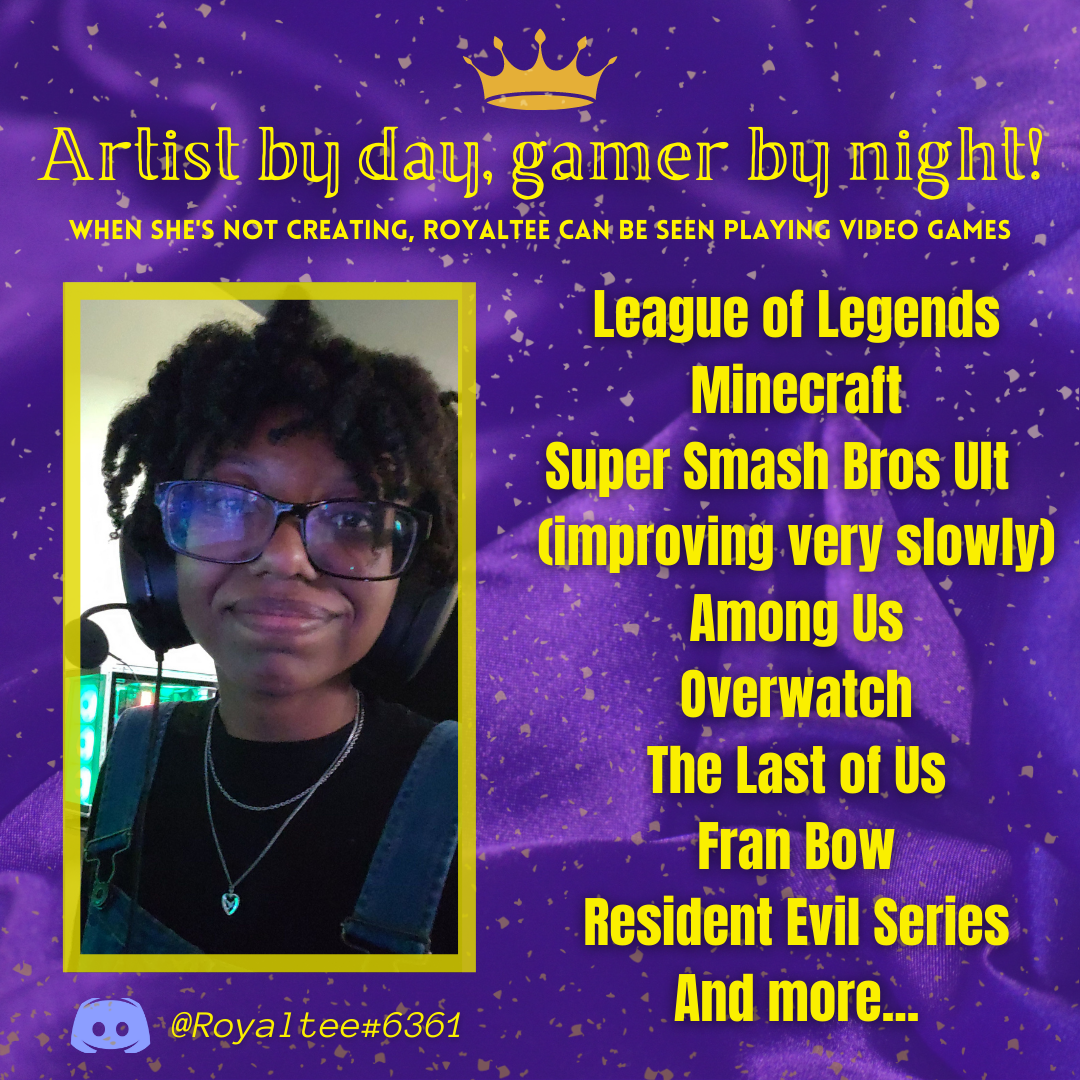 Artist by day, gamer by night!
WHEN SHE'S NOT CREATING, ROYALTEE CAN BE SEEN PLAYING VIDEO GAMES
League of Legends
Minecraft
Super Smash Bros Ult
(improving very slowly)
Among Us
Overwatch
The Last of Us
Fran Bow
Resident Evil Series
And more...
@Royaltee#6361